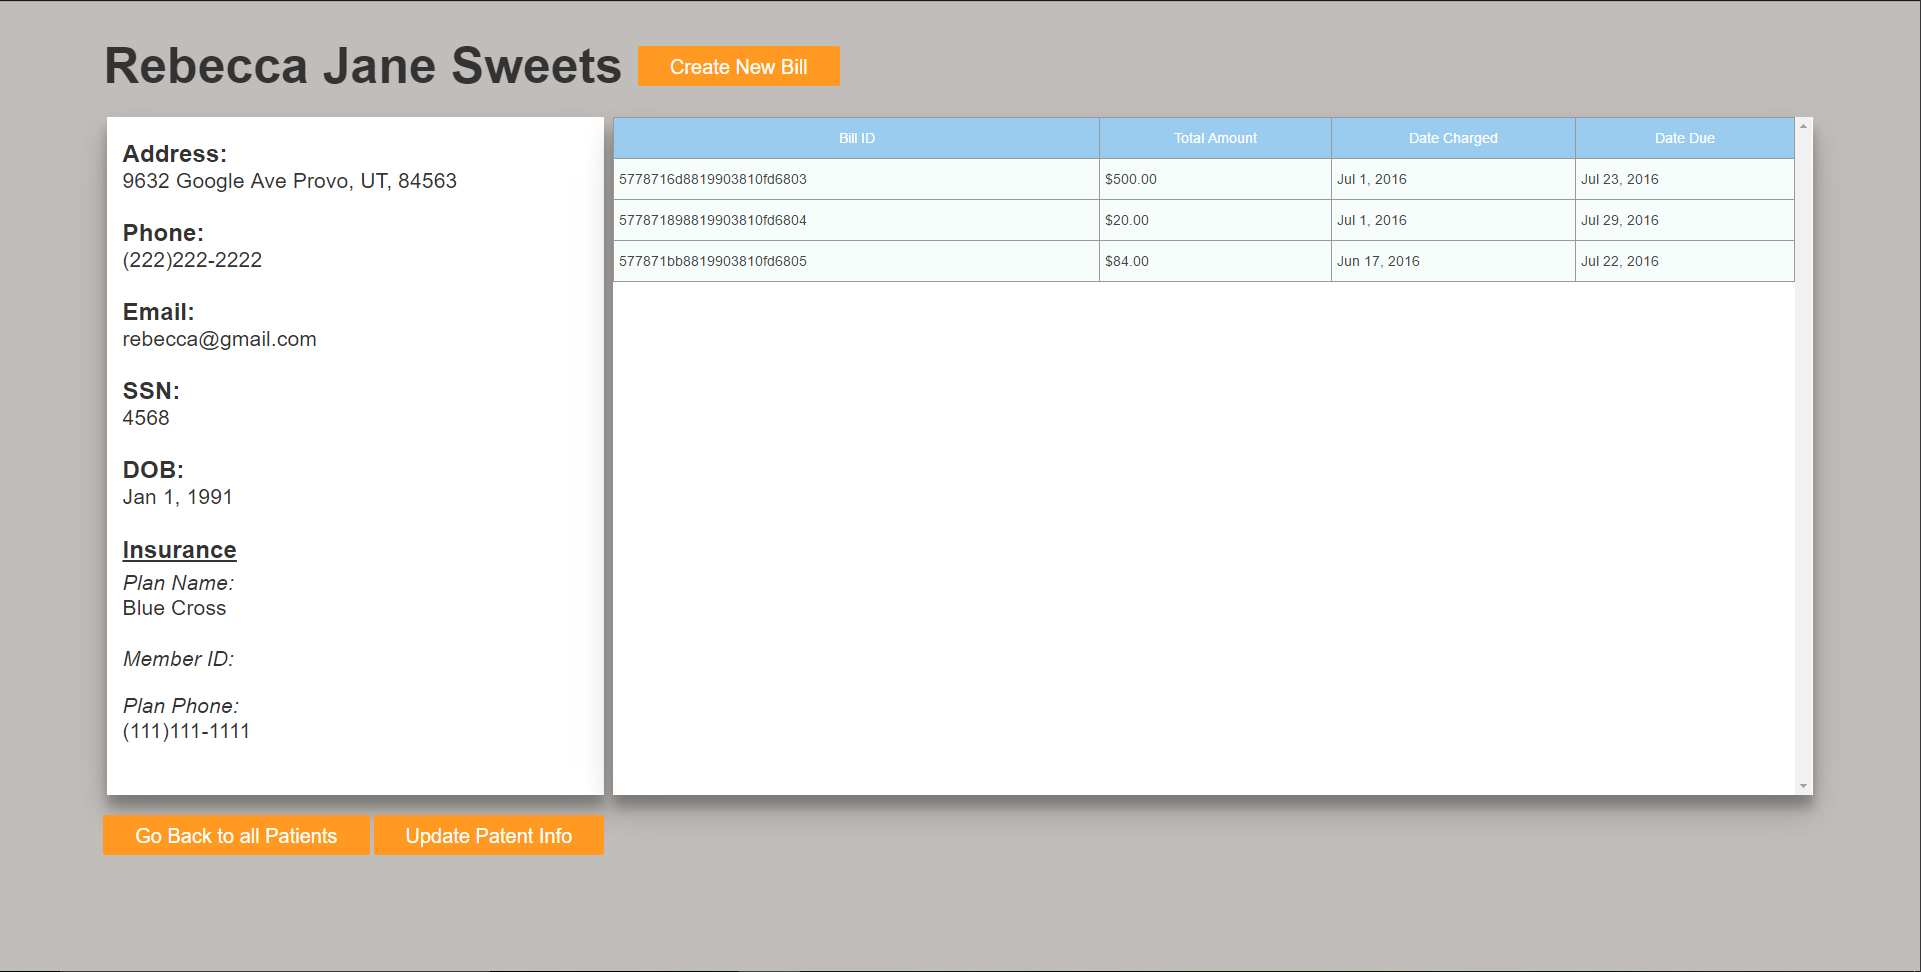 Rebecca Jane Sweets Create New Bill
Address:
9632 Google Ave Provo, UT, 84563
Phone:
(222)222-2222
Email:
rebecca@gmail.com
SSN:
4568
DOB:
Jan 1, 1991
Insurance
Plan Name:
Blue Cross
Member ID:
Plan Phone:
(111)111-1111
Bill ID Total Amount Date Charged Date Due
5778716d8819903810fd6803 $500.00 Jul 1, 2016 Jul 23, 2016
577871898819903810fd6804 $20.00 Jul 1, 2016 Jul 29, 2016
577871bb8819903810fd6805 $84.00 Jun 17, 2016 Jul 22, 2016
Go Back to all Patients Update Patent Info